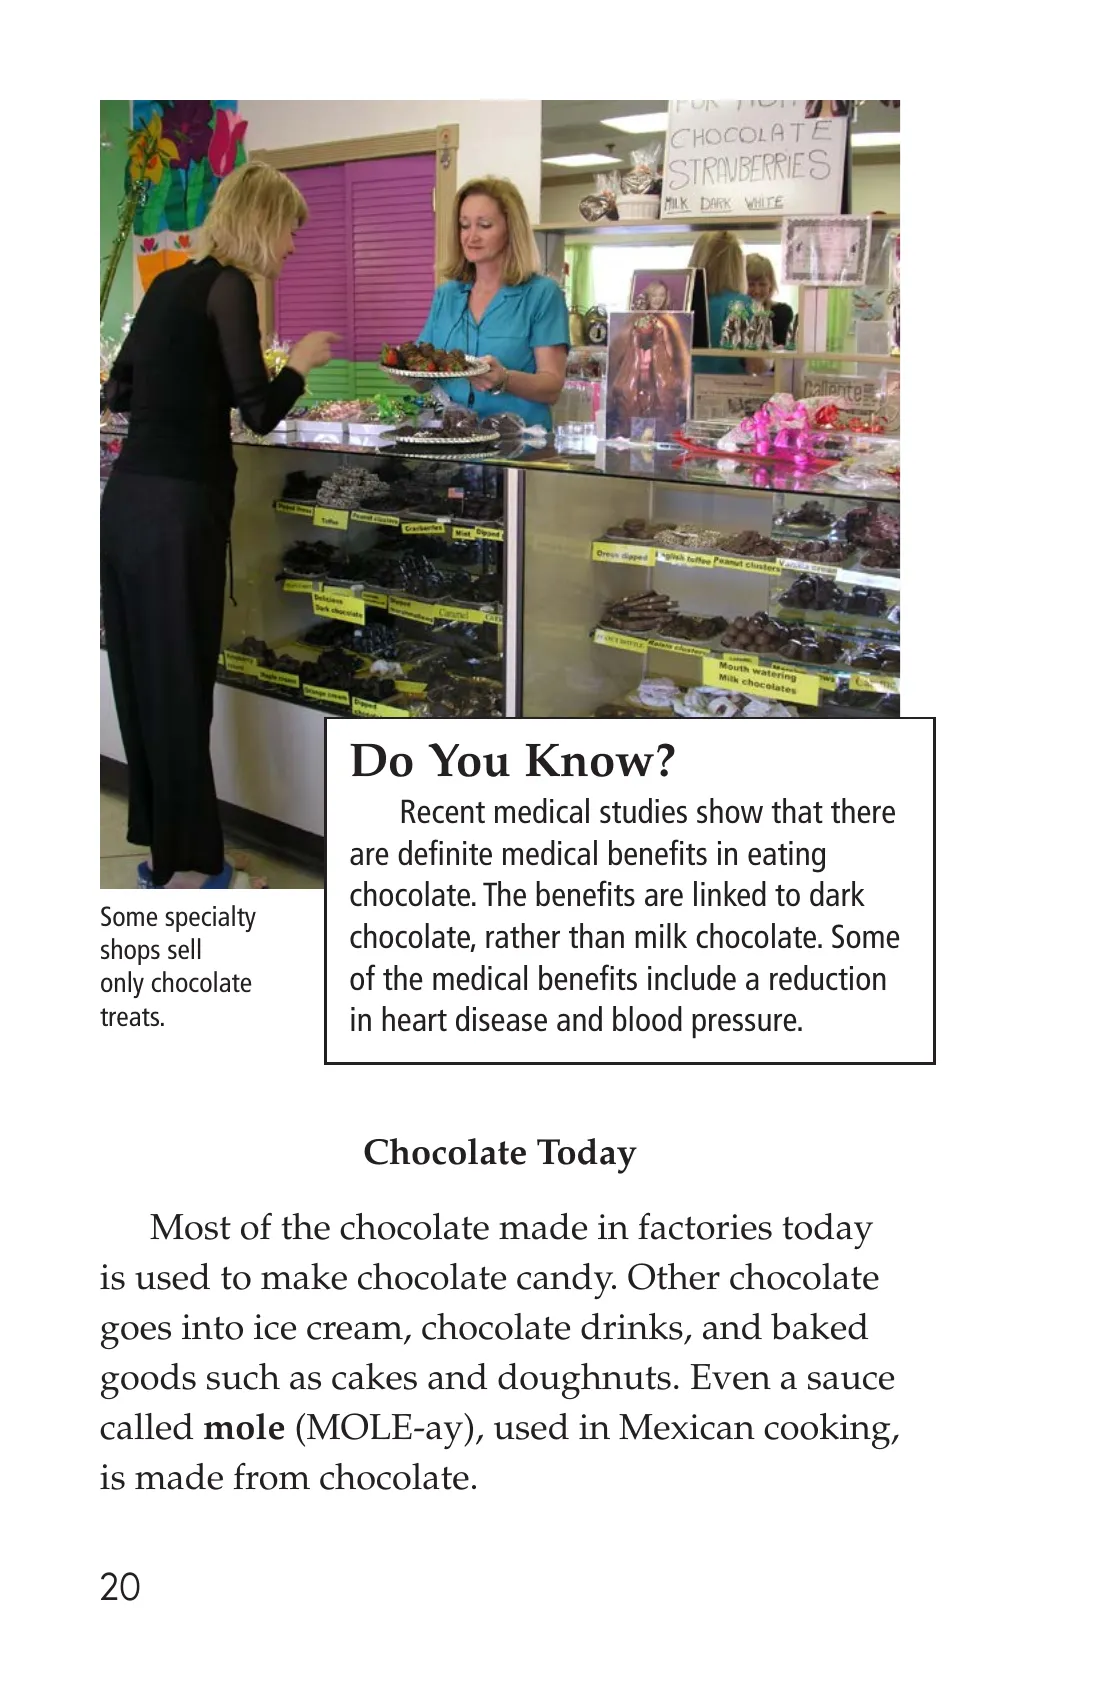 CHOCOLATE
STRAWBERRIES
MILK DARK WHITE
Caliente
Toffee
Peanut clusters
Cranberries
Mint
Dipped
English toffee
Peanut clusters
Vanilla cream
Delicious
Dark chocolate
Caramel
Raisin clusters
Mouth watering
Milk chocolates
Maple cream
Orange cream
Dipped
Do You Know?
Recent medical studies show that there
are definite medical benefits in eating
chocolate. The benefits are linked to dark
chocolate, rather than milk chocolate. Some
of the medical benefits include a reduction
in heart disease and blood pressure.
Some specialty
shops sell
only chocolate
treats.
Chocolate Today
Most of the chocolate made in factories today
is used to make chocolate candy. Other chocolate
goes into ice cream, chocolate drinks, and baked
goods such as cakes and doughnuts. Even a sauce
called mole (MOLE-ay), used in Mexican cooking,
is made from chocolate.
20